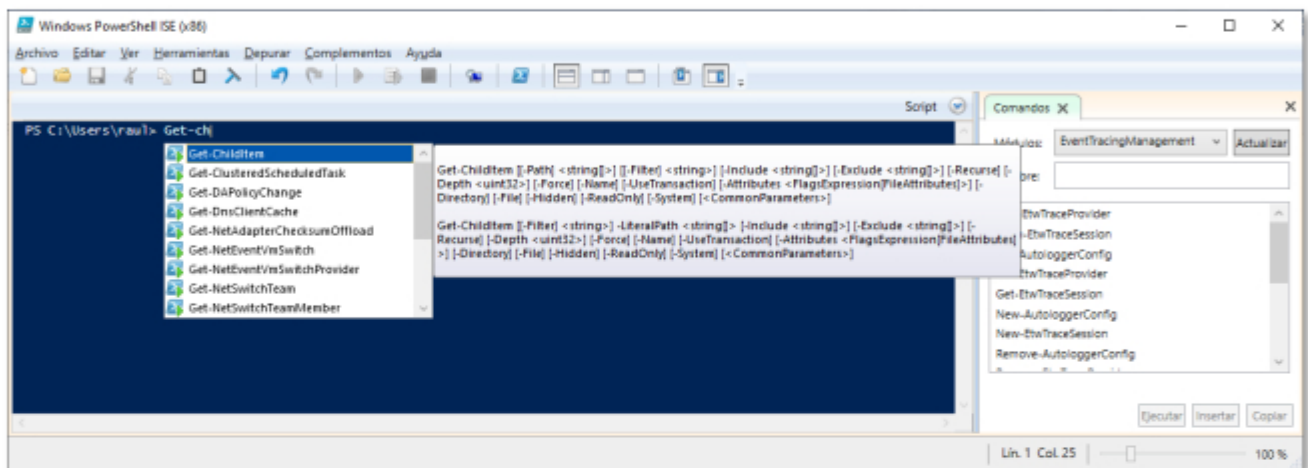 Windows PowerShell ISE (x86)
Archivo Editar Ver Herramientas Depurar Complementos Ayuda
Script
PS C:\Users\raul> Get-ch
Get-ChildItem
Get-ClusteredScheduledTask
Get-DAPolicyChange
Get-DnsClientCache
Get-NetAdapterChecksumOffload
Get-NetEventVmSwitch
Get-NetEventVmSwitchProvider
Get-NetSwitchTeam
Get-NetSwitchTeamMember
Get-ChildItem [[-Path] <string[]>] [[-Filter] <string>] [-Include <string[]>] [-Exclude <string[]>] [-Recurse] [-
Depth <uint32>] [-Force] [-Name] [-UseTransaction] [-Attributes <FlagsExpression[FileAttributes]>] [-
Directory] [-File] [-Hidden] [-ReadOnly] [-System] [<CommonParameters>]
Get-ChildItem [[-Filter] <string>] -LiteralPath <string[]> [-Include <string[]>] [-Exclude <string[]>] [-
Recurse] [-Depth <uint32>] [-Force] [-Name] [-UseTransaction] [-Attributes <FlagsExpression[FileAttributes]
>] [-Directory] [-File] [-Hidden] [-ReadOnly] [-System] [<CommonParameters>]
Comandos
Módulos: EventTracingManagement Actualizar
bre:
EtwTraceProvider
-EtwTraceSession
AutologgerConfig
EtwTraceProvider
Get-EtwTraceSession
New-AutologgerConfig
New-EtwTraceSession
Remove-AutologgerConfig
Ejecutar Insertar Copiar
Lín. 1 Col. 25 100 %